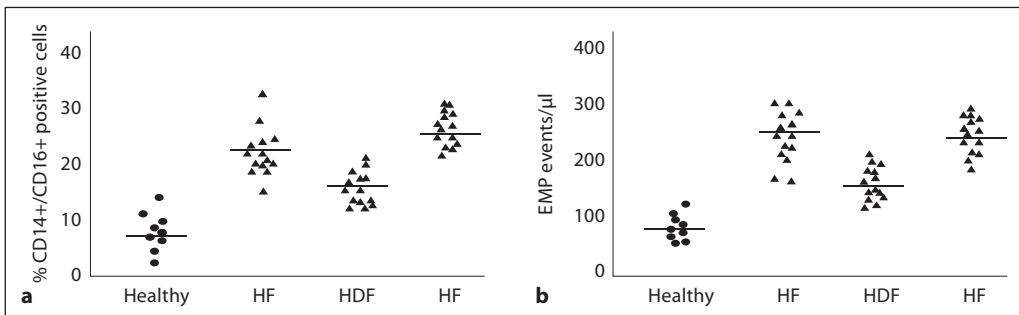 % CD14+/CD16+ positive cells
40
30
20
10
0
Healthy HF HDF HF
a
EMP events/µl
400
300
200
100
0
Healthy HF HDF HF
b